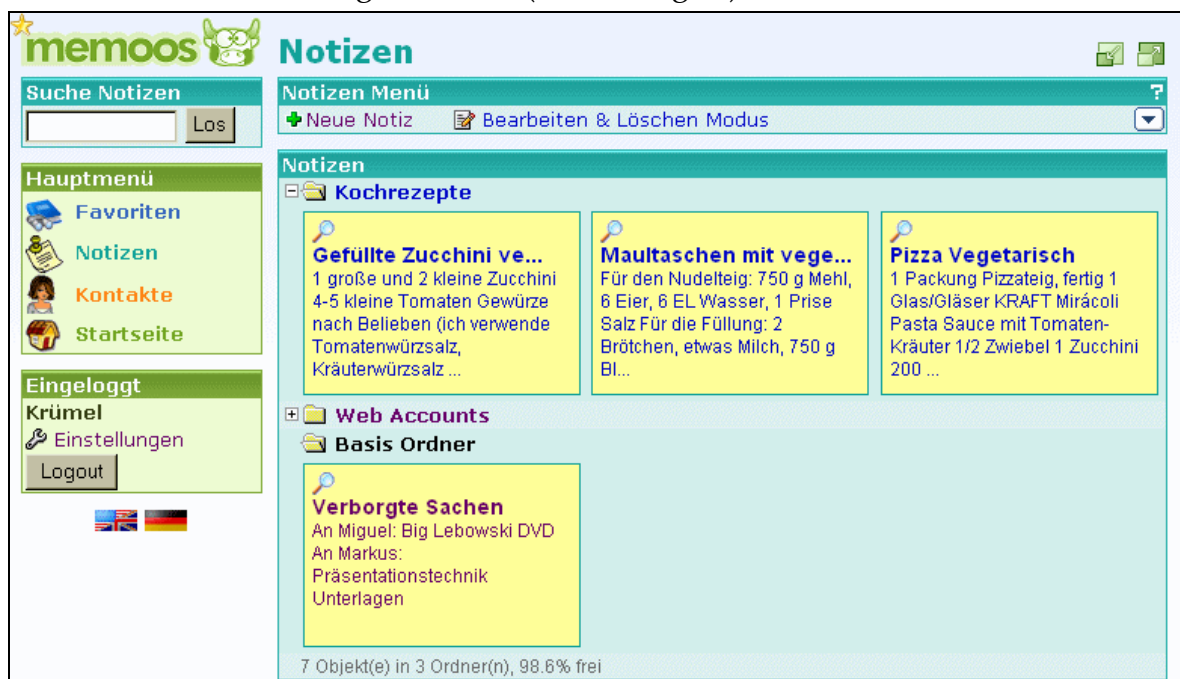 memoos
Notizen
Suche Notizen
Los
Hauptmenü
Favoriten
Notizen
Kontakte
Startseite
Eingeloggt
Krümel
Einstellungen
Logout
Notizen Menü ?
Neue Notiz Bearbeiten & Löschen Modus
Notizen
Kochrezepte
Gefüllte Zucchini ve...
1 große und 2 kleine Zucchini
4-5 kleine Tomaten Gewürze
nach Belieben (ich verwende
Tomatenwürzsalz,
Kräuterwürzsalz ...
Maultaschen mit vege...
Für den Nudelteig: 750 g Mehl,
6 Eier, 6 EL Wasser, 1 Prise
Salz Für die Füllung: 2
Brötchen, etwas Milch, 750 g
Bl...
Pizza Vegetarisch
1 Packung Pizzateig, fertig 1
Glas/Gläser KRAFT Mirácoli
Pasta Sauce mit Tomaten-
Kräuter 1/2 Zwiebel 1 Zucchini
200 ...
Web Accounts
Basis Ordner
Verborgte Sachen
An Miguel: Big Lebowski DVD
An Markus:
Präsentationstechnik
Unterlagen
7 Objekt(e) in 3 Ordner(n), 98.6% frei